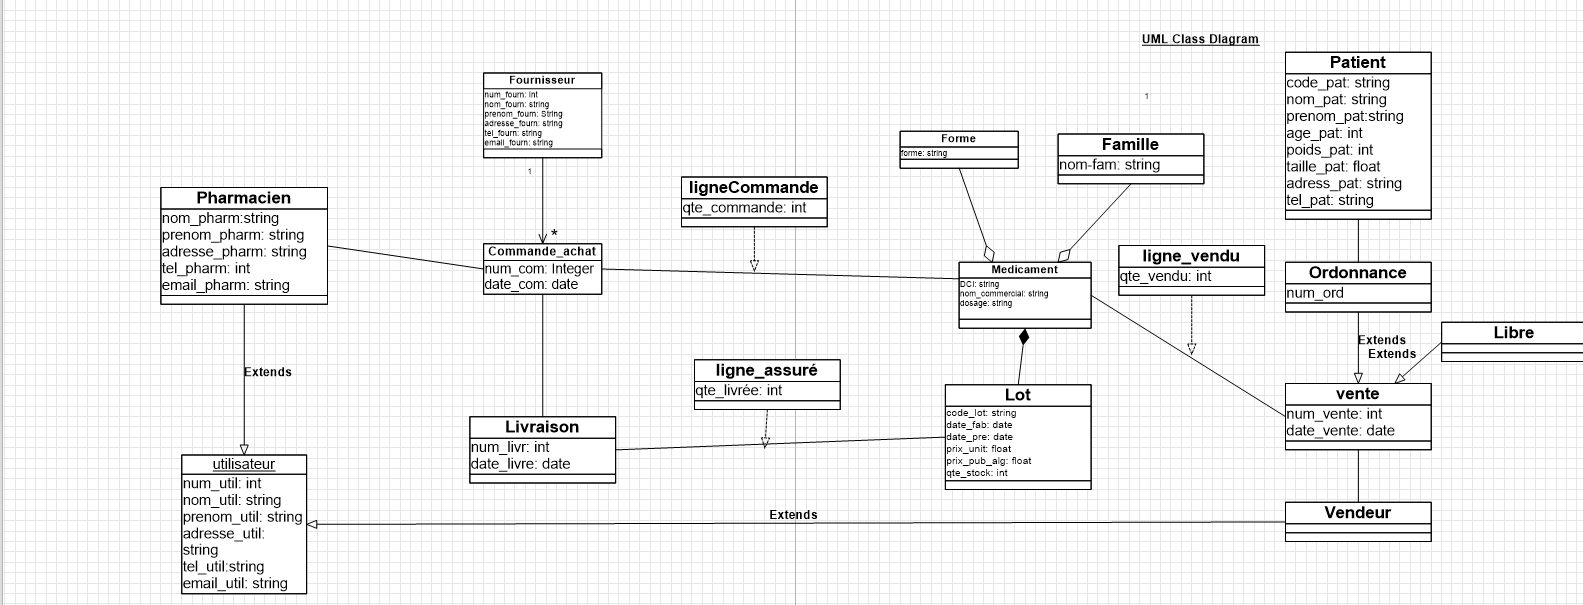 UML Class DIagram
Patient
code_pat: string
nom_pat: string
prenom_pat:string
age_pat: int
poids_pat: int
taille_pat: float
adress_pat: string
tel_pat: string
Fournisseur
num_fourn: int
nom_fourn: string
prenom_fourn: String
adresse_fourn: string
tel_fourn: string
email_fourn: string
1
1
*
Forme
forme: string
Famille
nom-fam: string
ligneCommande
qte_commande: int
Pharmacien
nom_pharm:string
prenom_pharm: string
adresse_pharm: string
tel_pharm: int
email_pharm: string
Commande_achat
num_com: Integer
date_com: date
Medicament
DCI: string
nom_commercial: string
dosage: string
ligne_vendu
qte_vendu: int
Ordonnance
num_ord
Extends
Extends
Libre
Extends
ligne_assuré
qte_livrée: int
Lot
code_lot: string
date_fab: date
date_pre: date
prix_unit: float
prix_pub_alg: float
qte_stock: int
vente
num_vente: int
date_vente: date
Livraison
num_livr: int
date_livre: date
utilisateur
num_util: int
nom_util: string
prenom_util: string
adresse_util:
string
tel_util:string
email_util: string
Extends
Vendeur